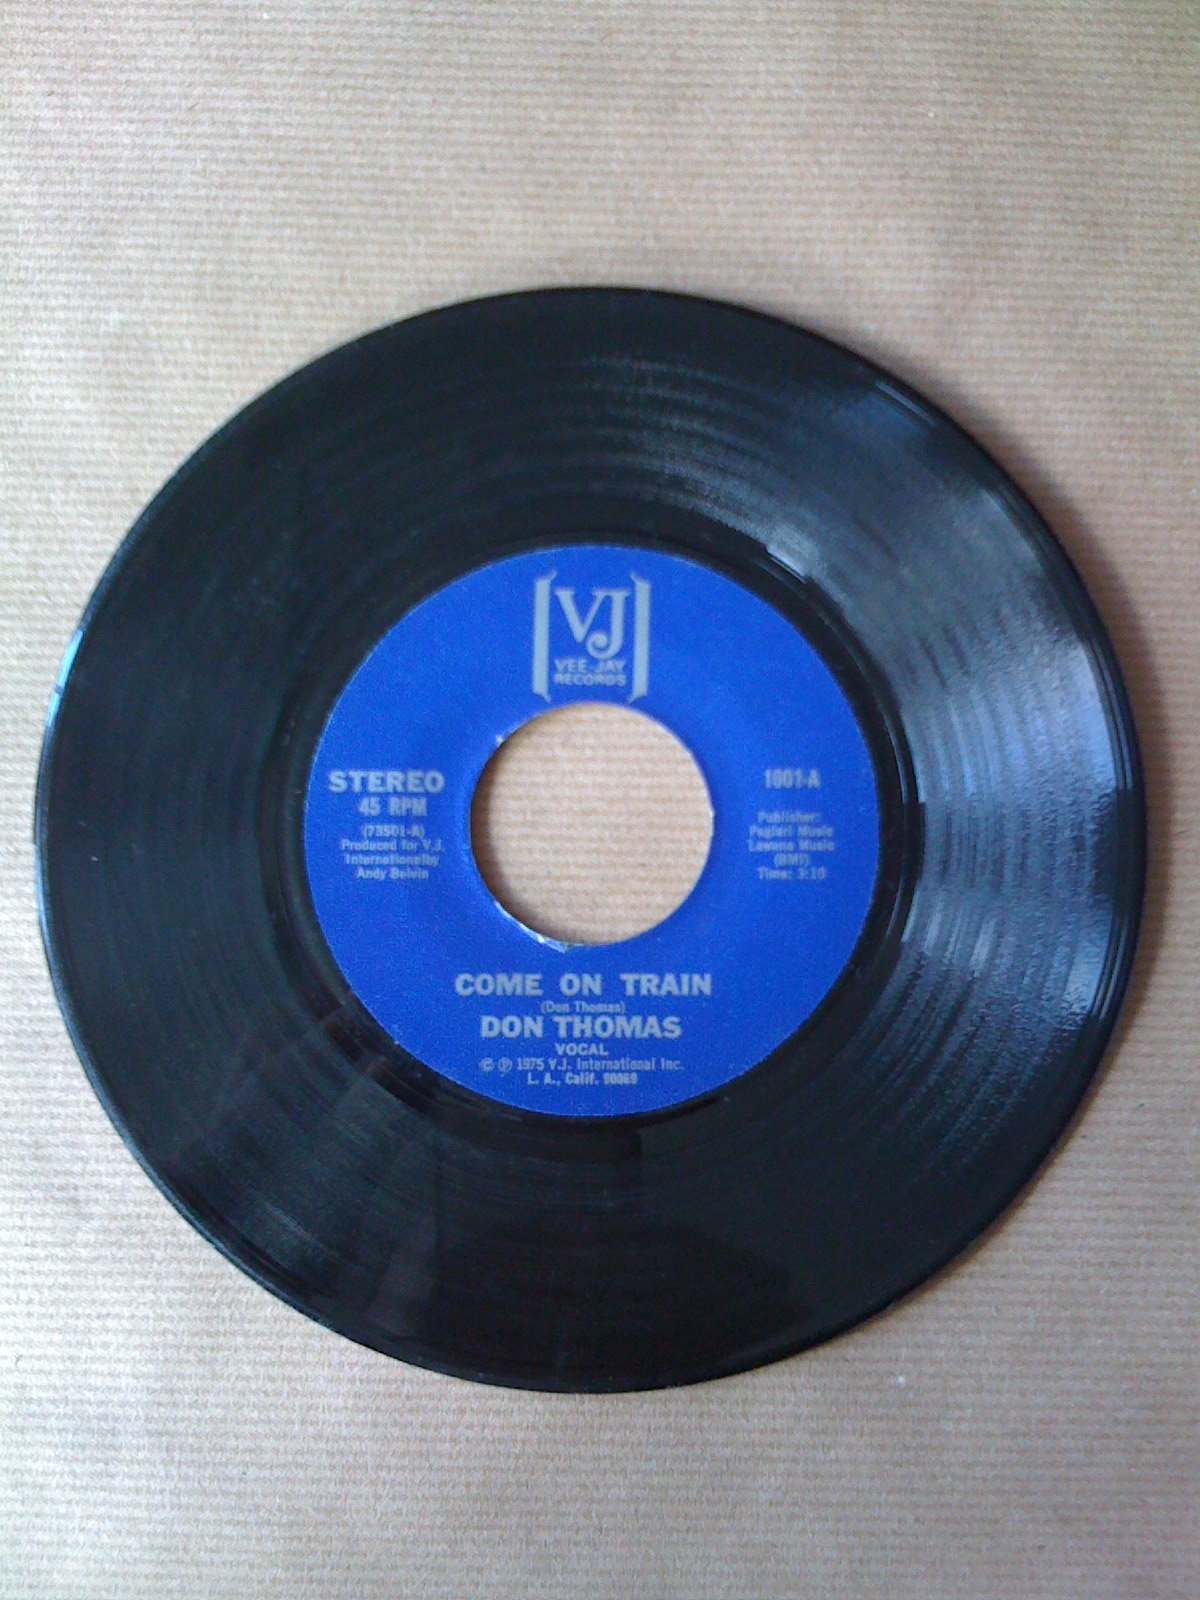 VJ
VEE-JAY
RECORDS
STEREO
45 RPM
(73501-A)
Produced for V.J.
Internationalby
Andy Belvin
1001-A
Publisher:
Music
Music
(BMI)
Time: 3:10
COME ON TRAIN
(Don Thomas)
DON THOMAS
VOCAL
© ℗ 1975 V.J. International Inc.
L. A., Calif. 90069